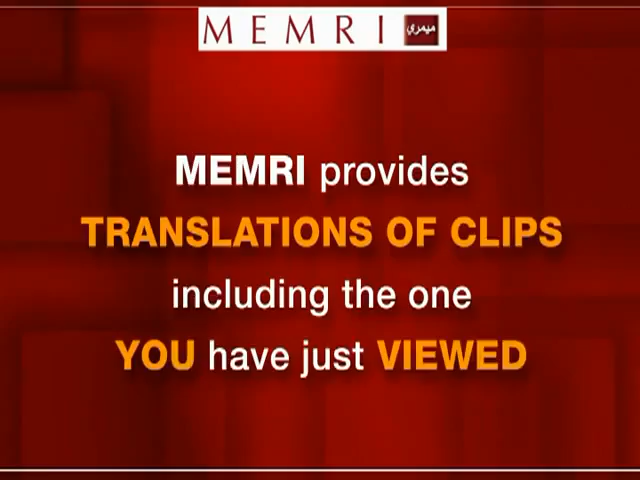 MEMRI ميمري
MEMRI provides
TRANSLATIONS OF CLIPS
including the one
YOU have just VIEWED